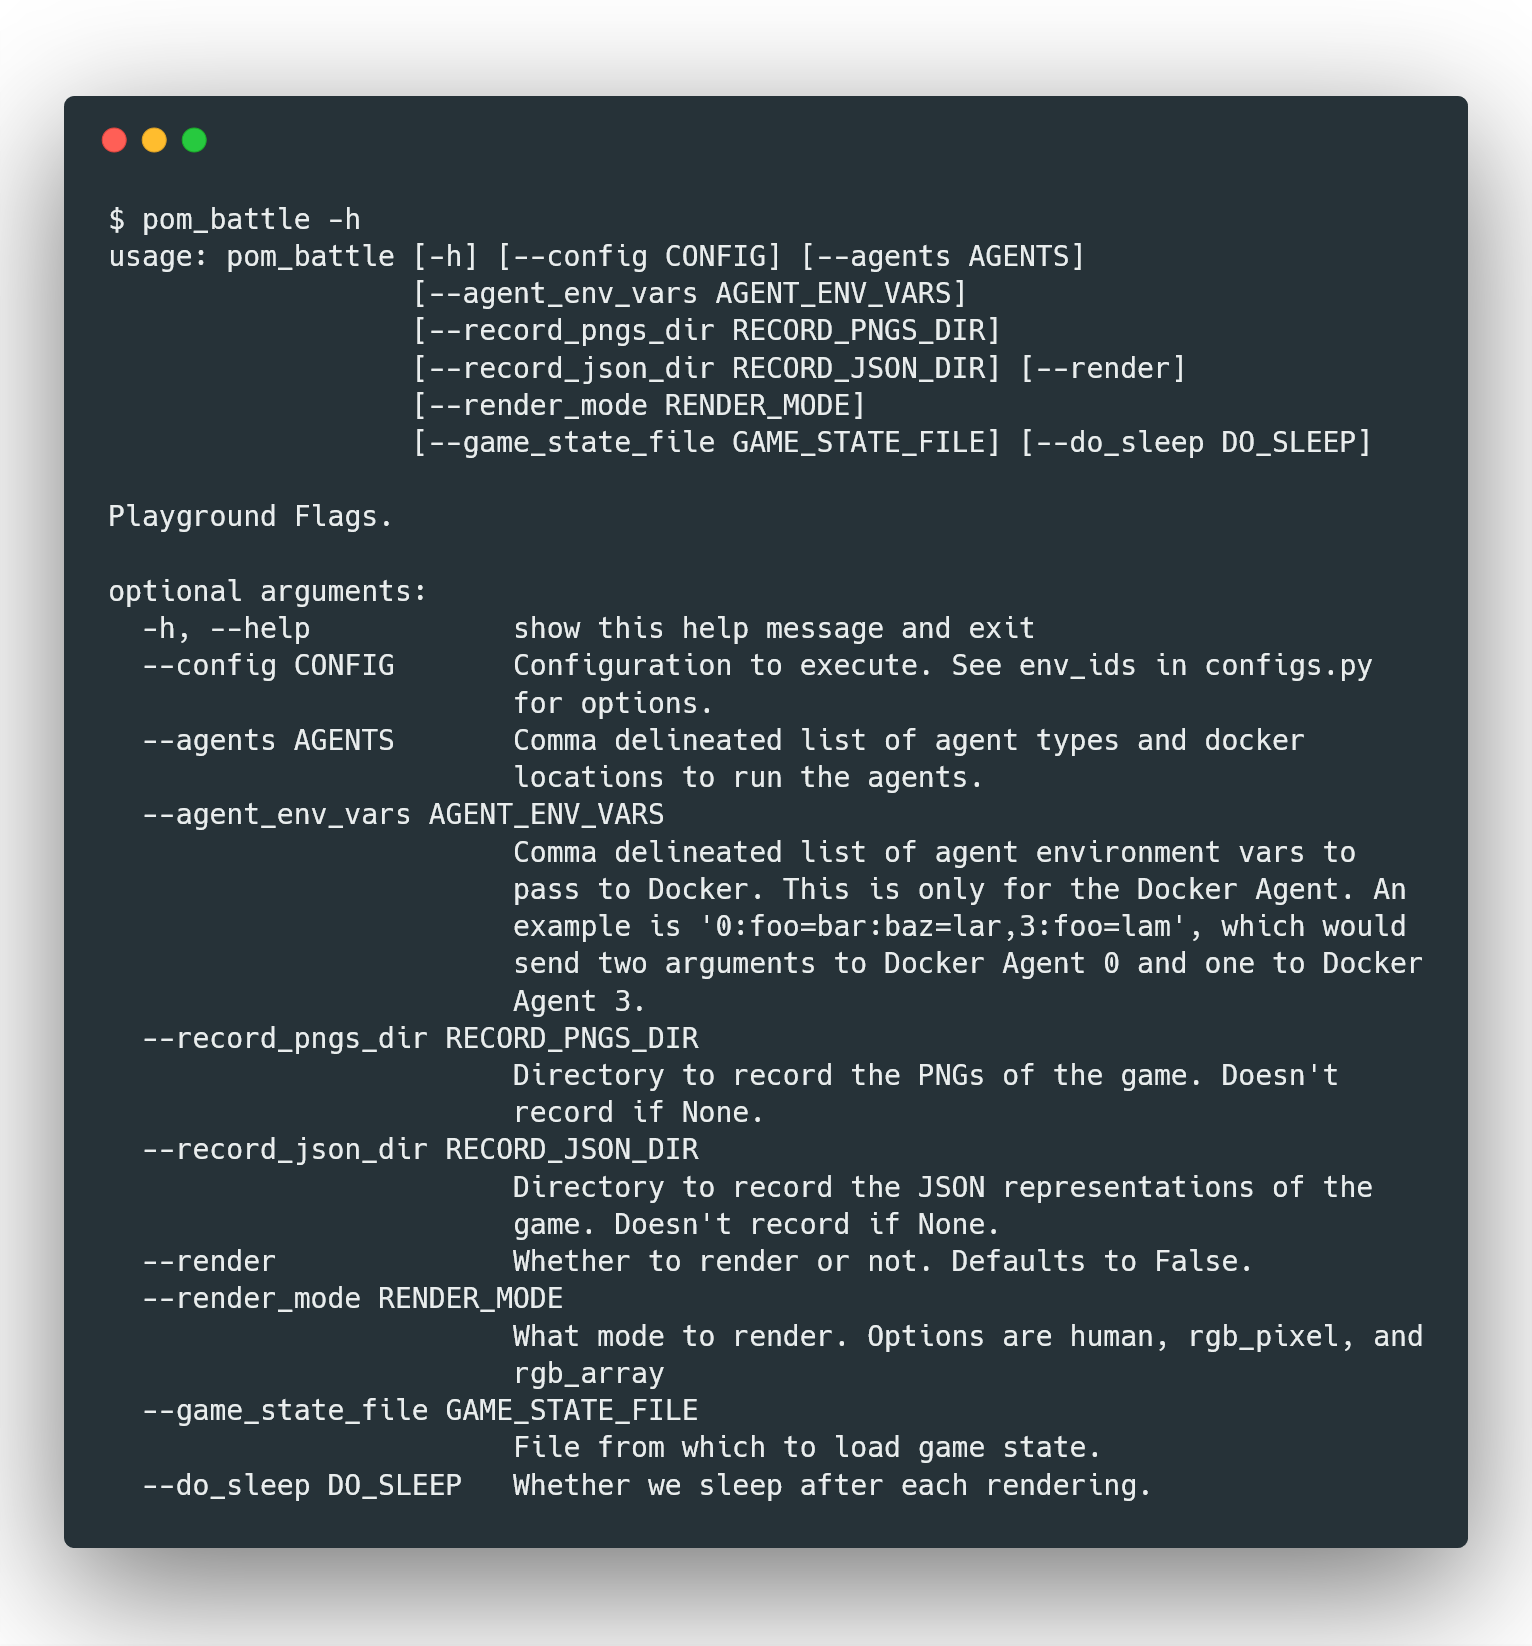 $ pom_battle -h
usage: pom_battle [-h] [--config CONFIG] [--agents AGENTS]
                  [--agent_env_vars AGENT_ENV_VARS]
                  [--record_pngs_dir RECORD_PNGS_DIR]
                  [--record_json_dir RECORD_JSON_DIR] [--render]
                  [--render_mode RENDER_MODE]
                  [--game_state_file GAME_STATE_FILE] [--do_sleep DO_SLEEP]

Playground Flags.

optional arguments:
  -h, --help            show this help message and exit
  --config CONFIG       Configuration to execute. See env_ids in configs.py
                        for options.
  --agents AGENTS       Comma delineated list of agent types and docker
                        locations to run the agents.
  --agent_env_vars AGENT_ENV_VARS
                        Comma delineated list of agent environment vars to
                        pass to Docker. This is only for the Docker Agent. An
                        example is '0:foo=bar:baz=lar,3:foo=lam', which would
                        send two arguments to Docker Agent 0 and one to Docker
                        Agent 3.
  --record_pngs_dir RECORD_PNGS_DIR
                        Directory to record the PNGs of the game. Doesn't
                        record if None.
  --record_json_dir RECORD_JSON_DIR
                        Directory to record the JSON representations of the
                        game. Doesn't record if None.
  --render              Whether to render or not. Defaults to False.
  --render_mode RENDER_MODE
                        What mode to render. Options are human, rgb_pixel, and
                        rgb_array
  --game_state_file GAME_STATE_FILE
                        File from which to load game state.
  --do_sleep DO_SLEEP   Whether we sleep after each rendering.